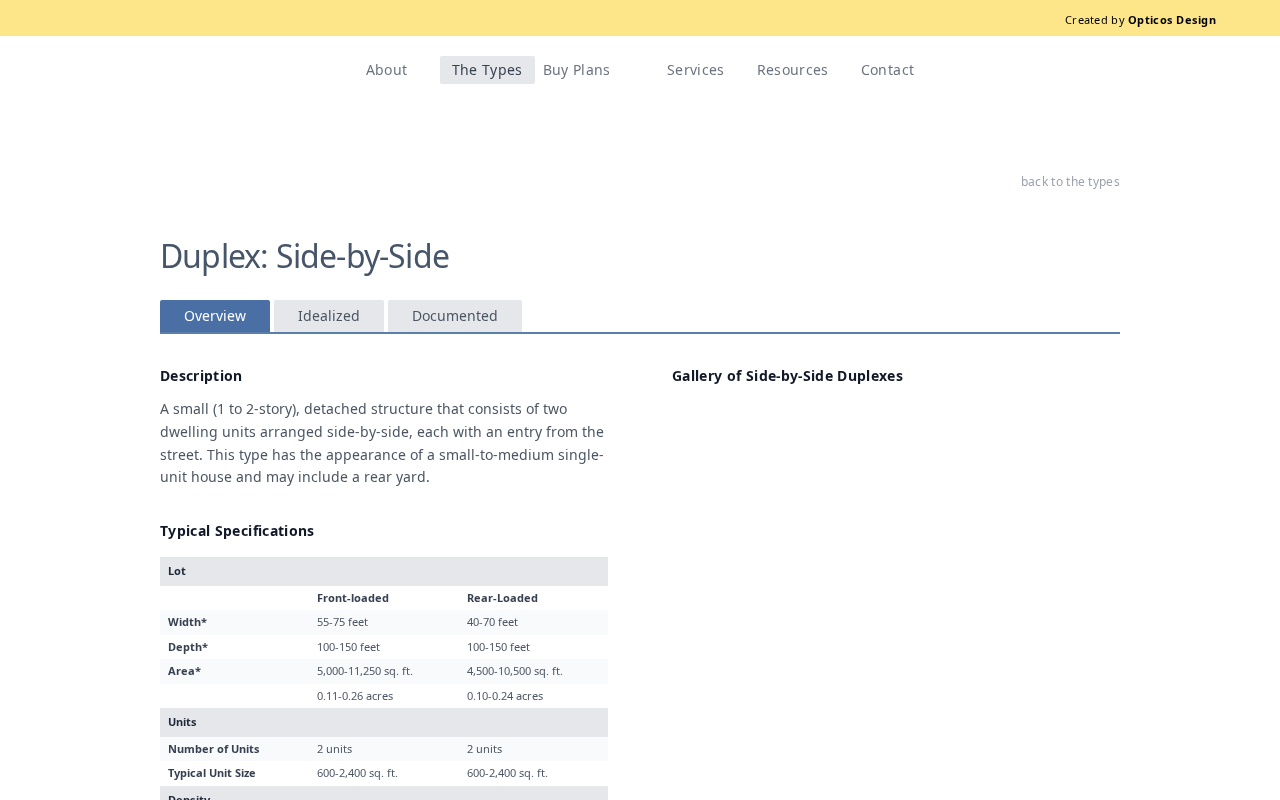 Created by Opticos Design
About The Types Buy Plans Services Resources Contact
back to the types
Duplex: Side-by-Side
Overview Idealized Documented
Description
A small (1 to 2-story), detached structure that consists of two
dwelling units arranged side-by-side, each with an entry from the
street. This type has the appearance of a small-to-medium single-
unit house and may include a rear yard.
Gallery of Side-by-Side Duplexes
Typical Specifications
Lot
Front-loaded Rear-Loaded
Width* 55-75 feet 40-70 feet
Depth* 100-150 feet 100-150 feet
Area* 5,000-11,250 sq. ft. 4,500-10,500 sq. ft.
0.11-0.26 acres 0.10-0.24 acres
Units
Number of Units 2 units 2 units
Typical Unit Size 600-2,400 sq. ft. 600-2,400 sq. ft.
Density